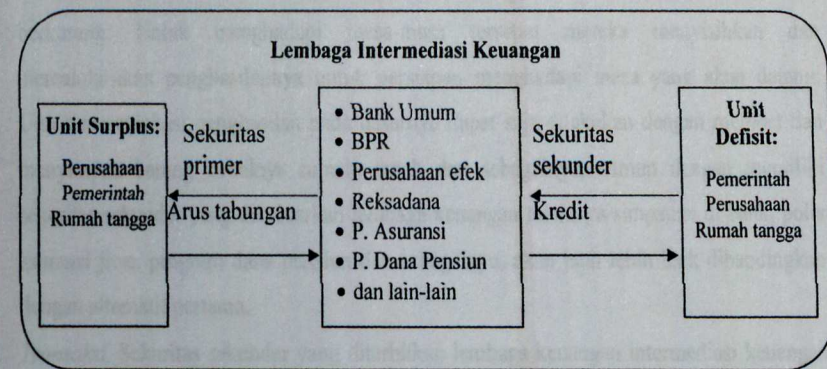 Lembaga Intermediasi Keuangan
Unit Surplus:
Perusahaan
Pemerintah
Rumah tangga
Sekuritas
primer
Arus tabungan
• Bank Umum
• BPR
• Perusahaan efek
• Reksadana
• P. Asuransi
• P. Dana Pensiun
• dan lain-lain
Sekuritas
sekunder
Kredit
Unit
Defisit:
Pemerintah
Perusahaan
Rumah tangga